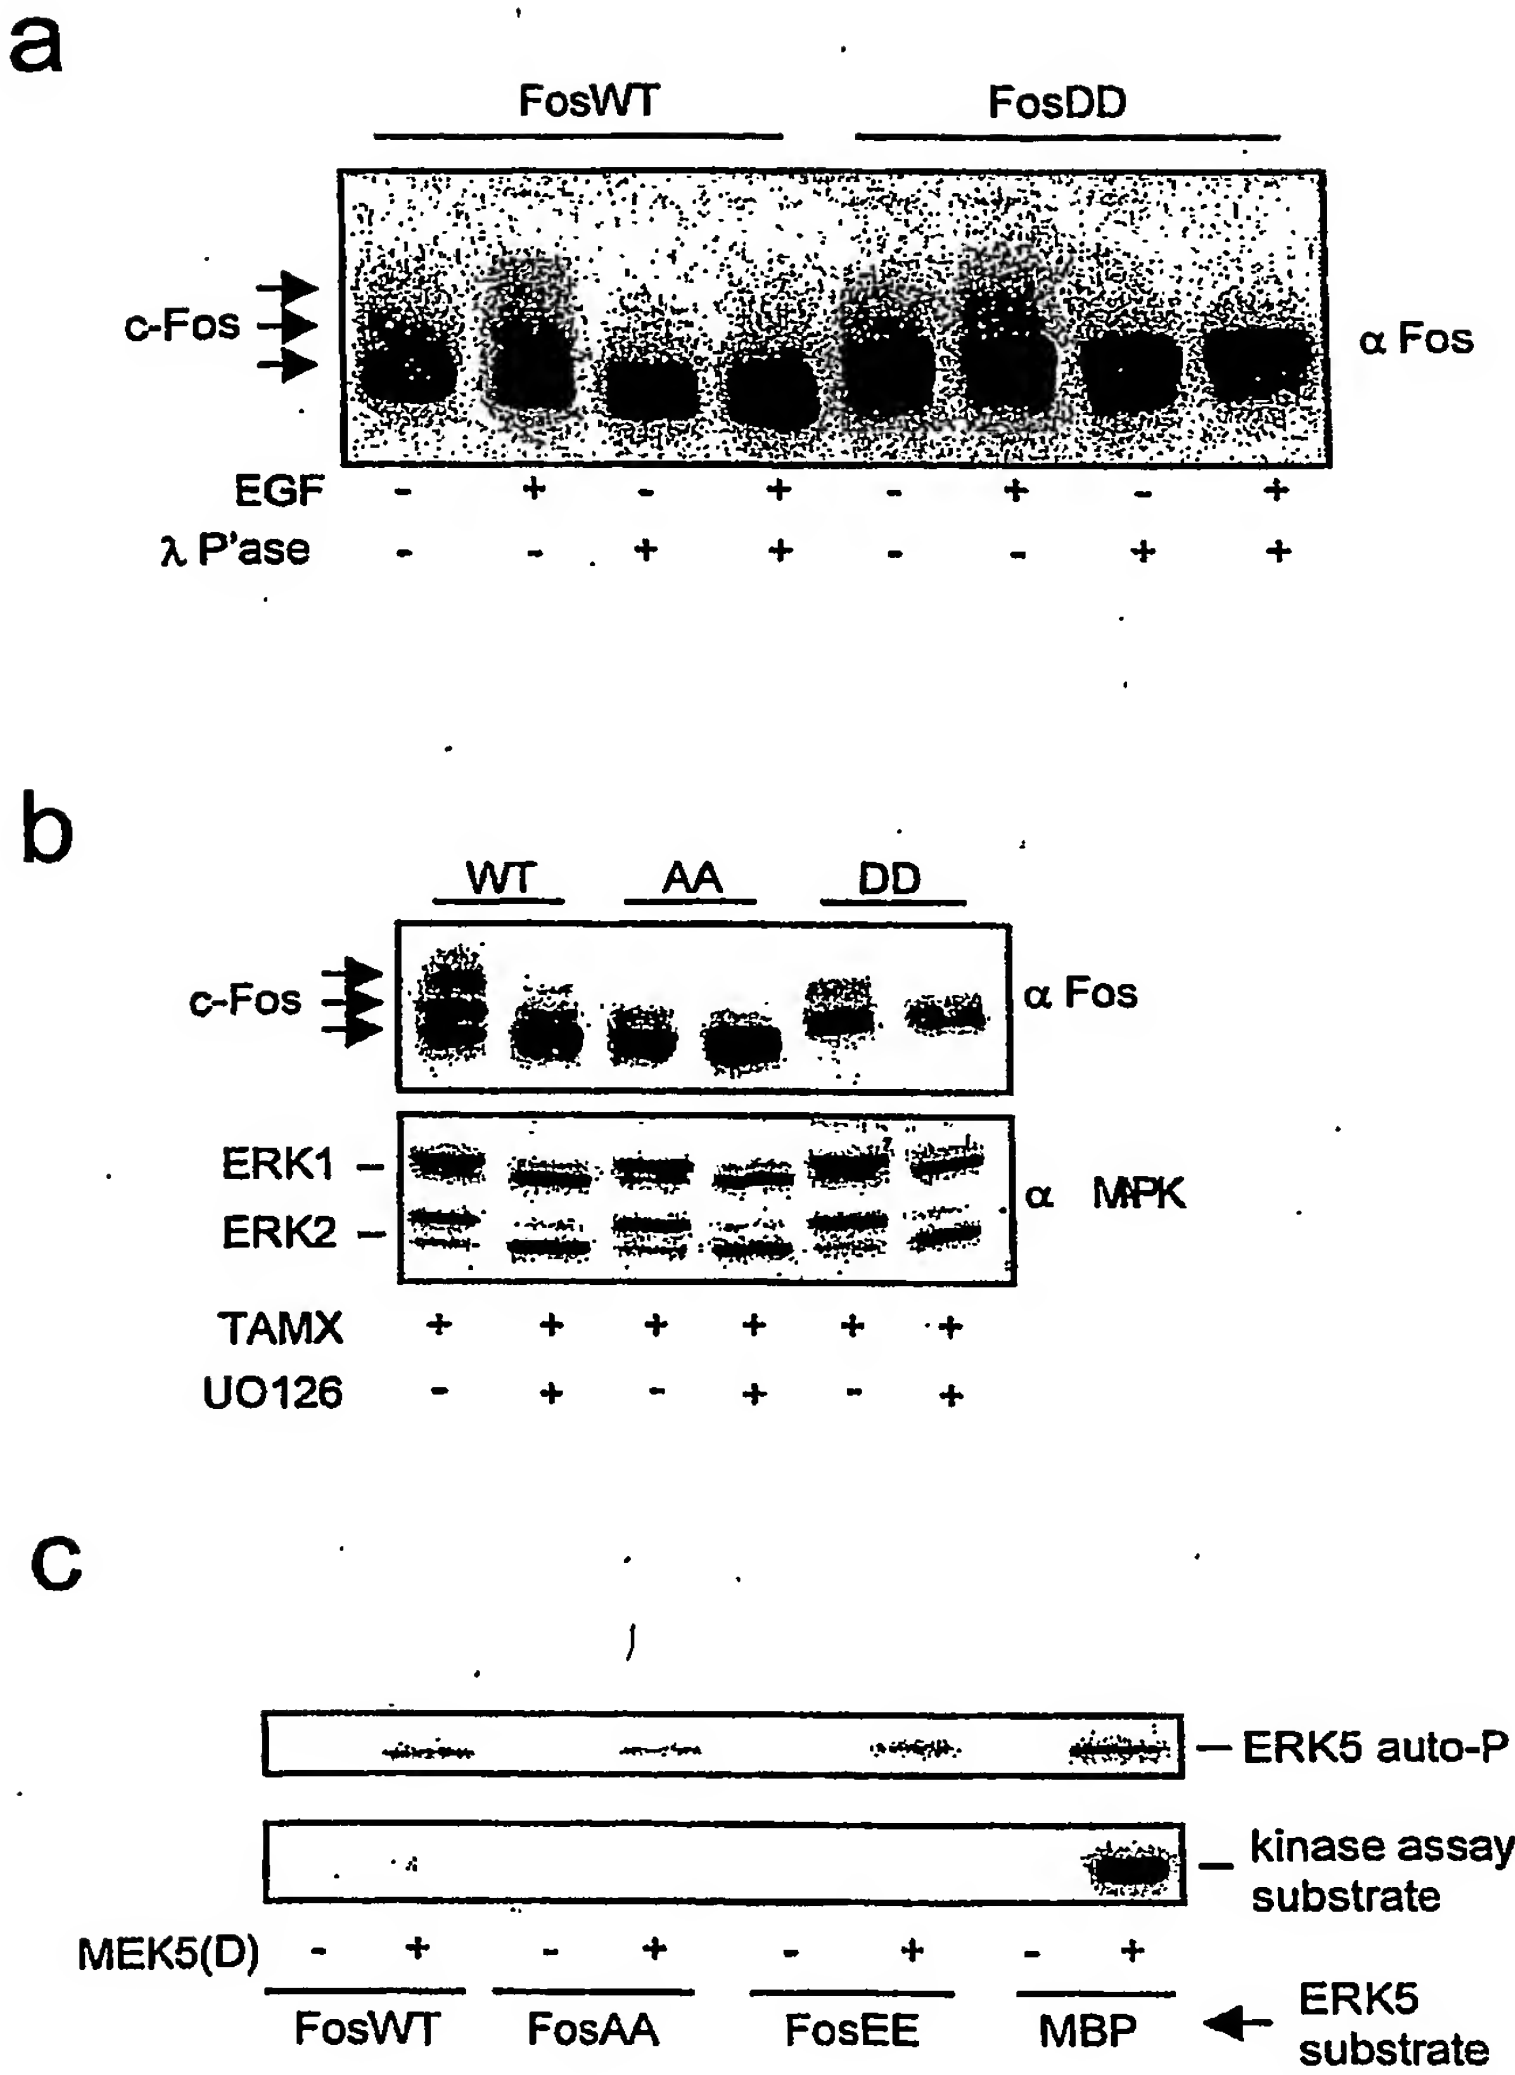 a
FosWT FosDD
c-Fos α Fos
EGF - + - + - + - +
λ P'ase - - + + - - + +
b
WT AA DD
c-Fos α Fos
ERK1
ERK2
α MAPK
TAMX + + + + + +
UO126 - + - + - +
c
ERK5 auto-P
kinase assay
substrate
MEK5(D) - + - + - + - +
FosWT FosAA FosEE MBP
ERK5
substrate